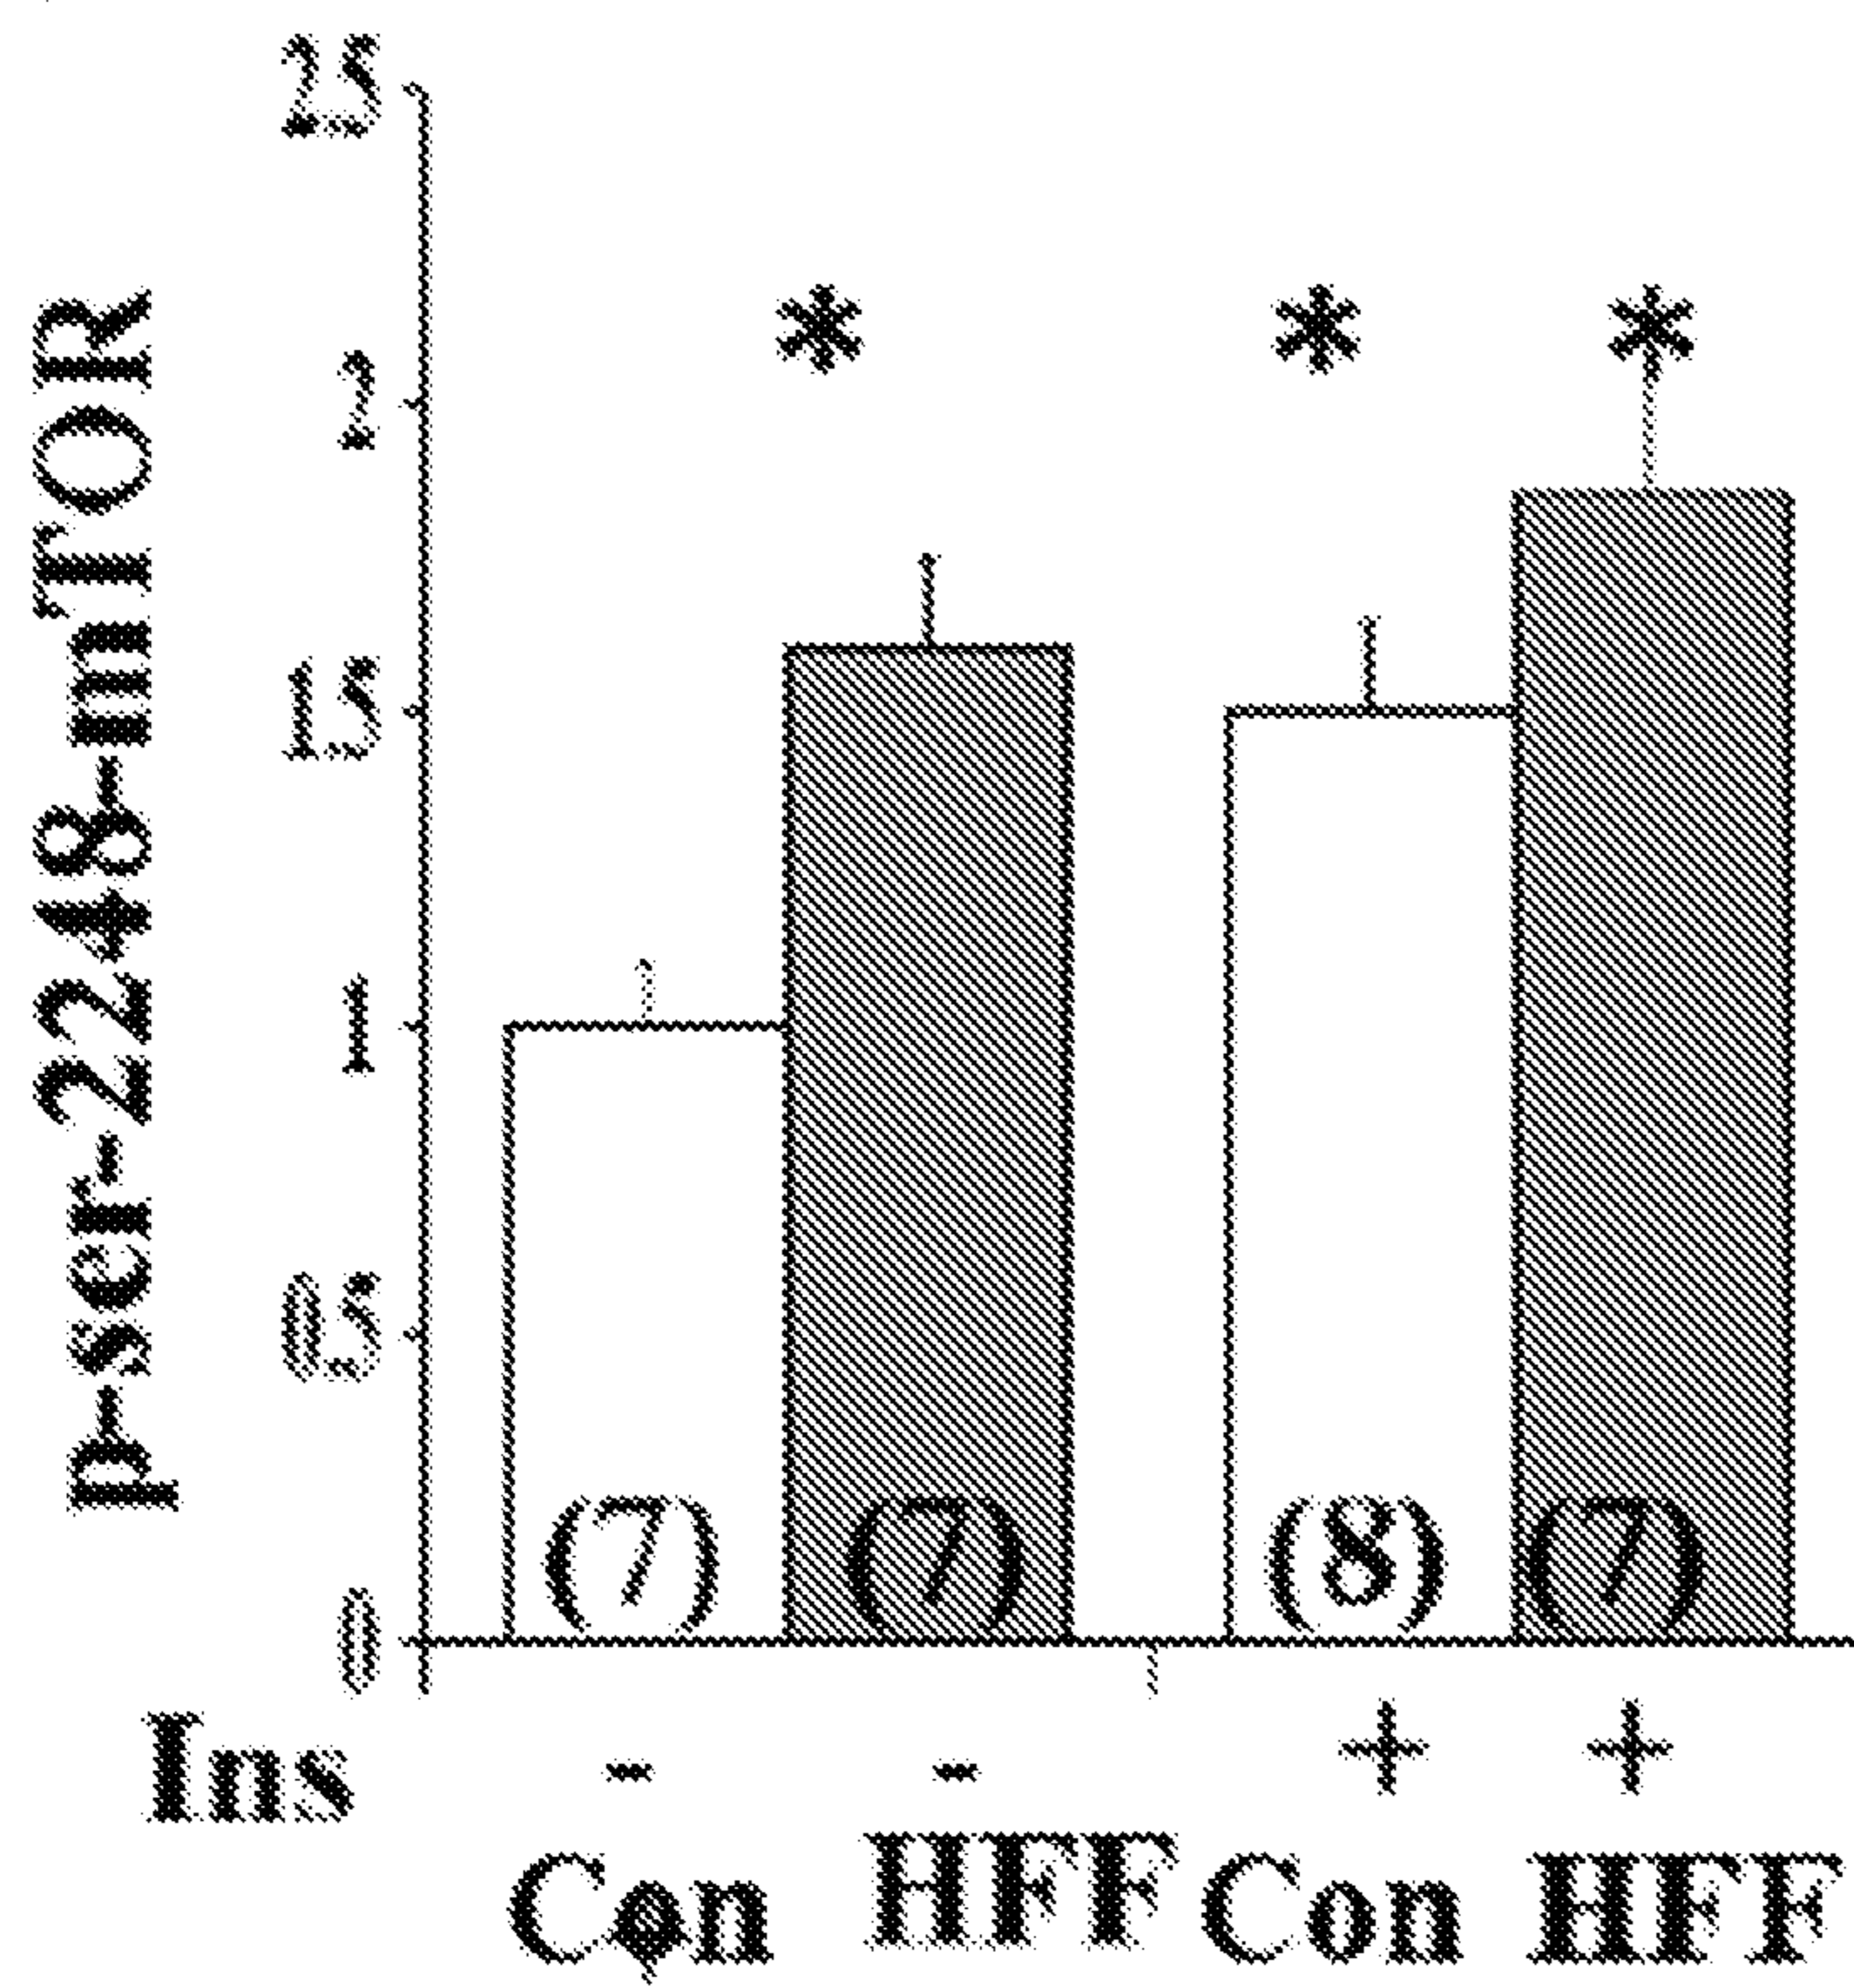 p-ser-2248-mTOR
2.5
2
1.5
1
0.5
0
* * *
(7) (7) (8) (7)
Ins - - + +
Con HFF Con HFF